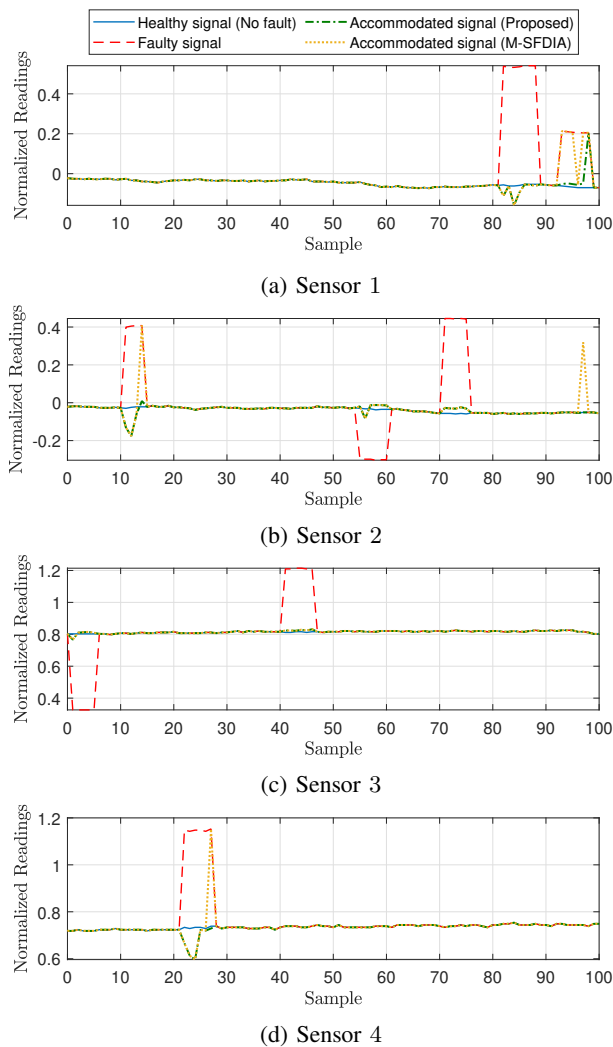 Healthy signal (No fault) Accommodated signal (Proposed)
Faulty signal Accommodated signal (M-SFDIA)
Normalized Readings
0.4
0.2
0
0 10 20 30 40 50 60 70 80 90 100
Sample
(a) Sensor 1
Normalized Readings
0.4
0.2
0
-0.2
0 10 20 30 40 50 60 70 80 90 100
Sample
(b) Sensor 2
Normalized Readings
1.2
1
0.8
0.6
0.4
0 10 20 30 40 50 60 70 80 90 100
Sample
(c) Sensor 3
Normalized Readings
1.2
1
0.8
0.6
0 10 20 30 40 50 60 70 80 90 100
Sample
(d) Sensor 4